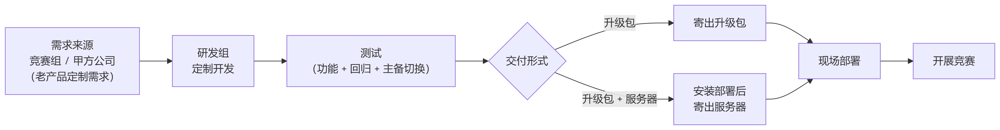 需求来源
竞赛组 / 甲方公司
（老产品定制需求）
研发组
定制开发
测试
（功能 + 回归 + 主备切换）
交付形式
升级包
升级包 + 服务器
寄出升级包
安装部署后
寄出服务器
现场部署
开展竞赛